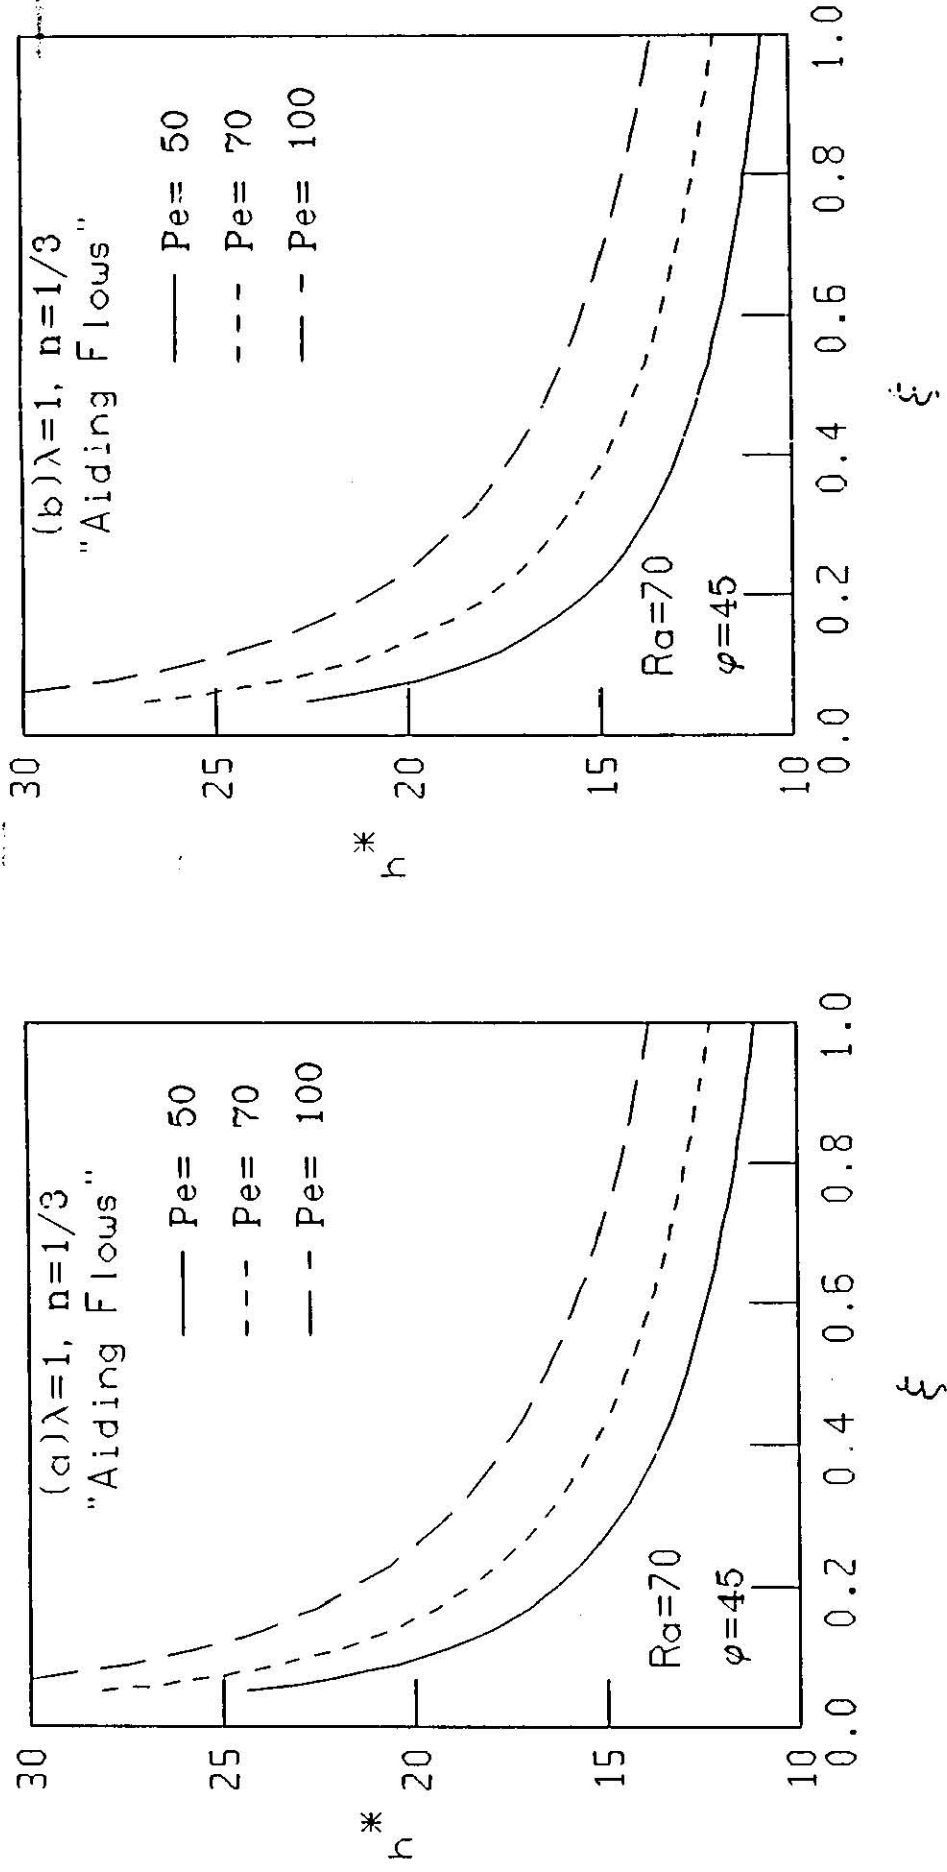 (a)λ=1, n=1/3
"Aiding Flows"
Pe= 50
Pe= 70
Pe= 100
Ra=70
φ=45
30
25
20
15
10
h*
0.0
0.2
0.4
0.6
0.8
1.0
ξ
(b)λ=1, n=1/3
"Aiding Flows"
Pe= 50
Pe= 70
Pe= 100
Ra=70
φ=45
30
25
20
15
10
h*
0.0
0.2
0.4
0.6
0.8
1.0
ξ